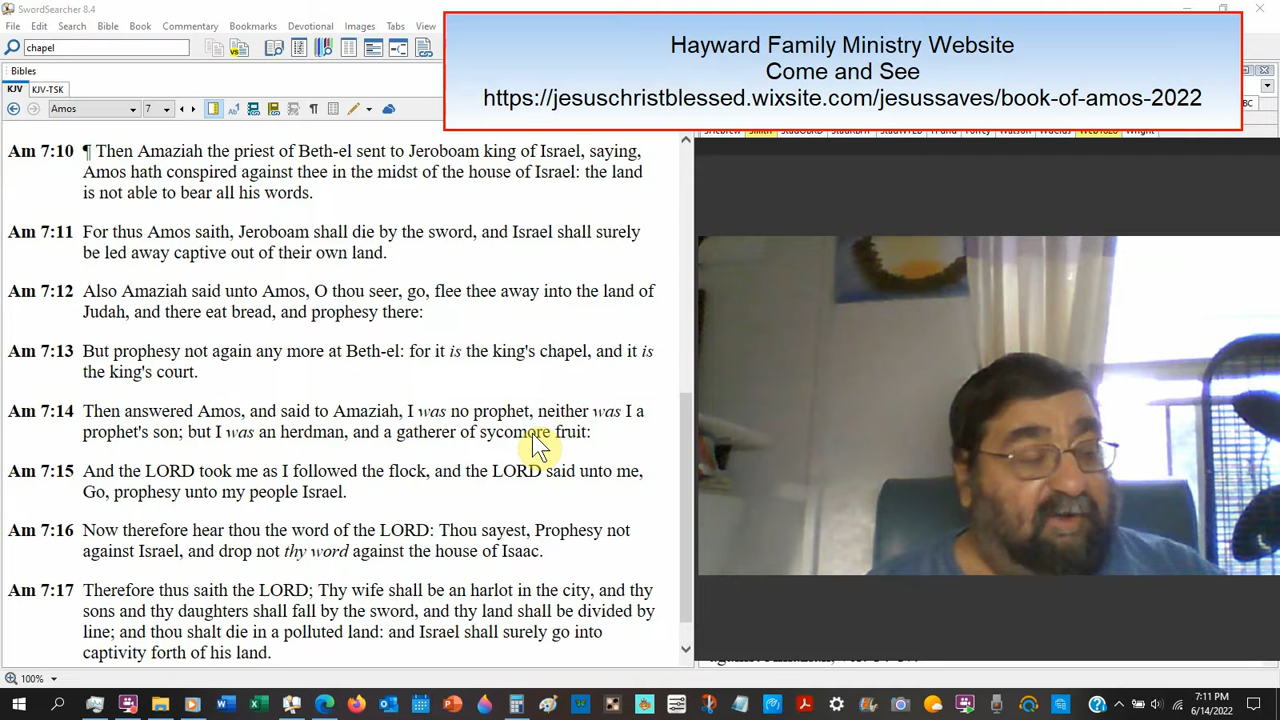 SwordSearcher 8.4
File Edit Search Bible Book Commentary Bookmarks Devotional Images Tabs View
chapel
Bibles
KJV KJV-TSK
Amos 7
Hayward Family Ministry Website
Come and See
https://jesuschristblessed.wixsite.com/jesussaves/book-of-amos-2022
Am 7:10 ¶ Then Amaziah the priest of Beth-el sent to Jeroboam king of Israel, saying,
Amos hath conspired against thee in the midst of the house of Israel: the land
is not able to bear all his words.
Am 7:11 For thus Amos saith, Jeroboam shall die by the sword, and Israel shall surely
be led away captive out of their own land.
Am 7:12 Also Amaziah said unto Amos, O thou seer, go, flee thee away into the land of
Judah, and there eat bread, and prophesy there:
Am 7:13 But prophesy not again any more at Beth-el: for it is the king's chapel, and it is
the king's court.
Am 7:14 Then answered Amos, and said to Amaziah, I was no prophet, neither was I a
prophet's son; but I was an herdman, and a gatherer of sycomore fruit:
Am 7:15 And the LORD took me as I followed the flock, and the LORD said unto me,
Go, prophesy unto my people Israel.
Am 7:16 Now therefore hear thou the word of the LORD: Thou sayest, Prophesy not
against Israel, and drop not thy word against the house of Isaac.
Am 7:17 Therefore thus saith the LORD; Thy wife shall be an harlot in the city, and thy
sons and thy daughters shall fall by the sword, and thy land shall be divided by
line; and thou shalt die in a polluted land: and Israel shall surely go into
captivity forth of his land.
100%
7:11 PM
6/14/2022